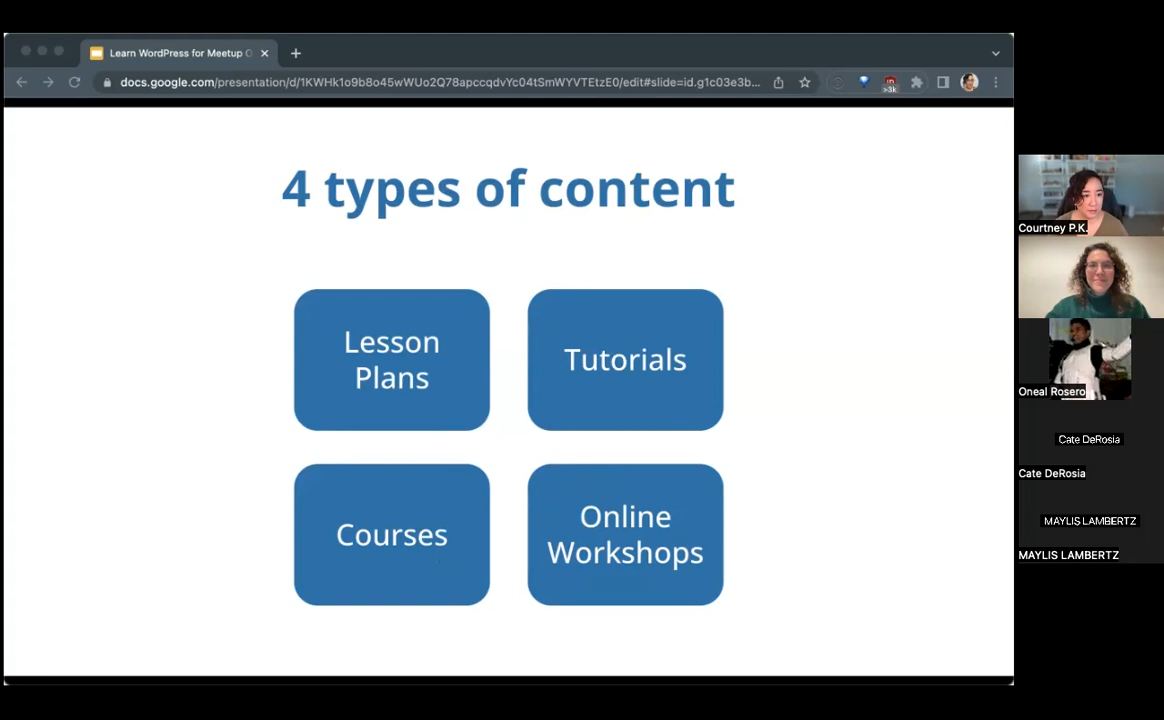 Learn WordPress for Meetup O
docs.google.com/presentation/d/1KWHk1o9b8o45wWUo2Q78apccqdvYc04tSmWYVTEtzE0/edit#slide=id.g1c03e3b...
>3k
4 types of content
Lesson
Plans
Tutorials
Courses
Online
Workshops
Courtney P.K.
Oneal Rosero
Cate DeRosia
Cate DeRosia
MAYLIS LAMBERTZ
MAYLIS LAMBERTZ